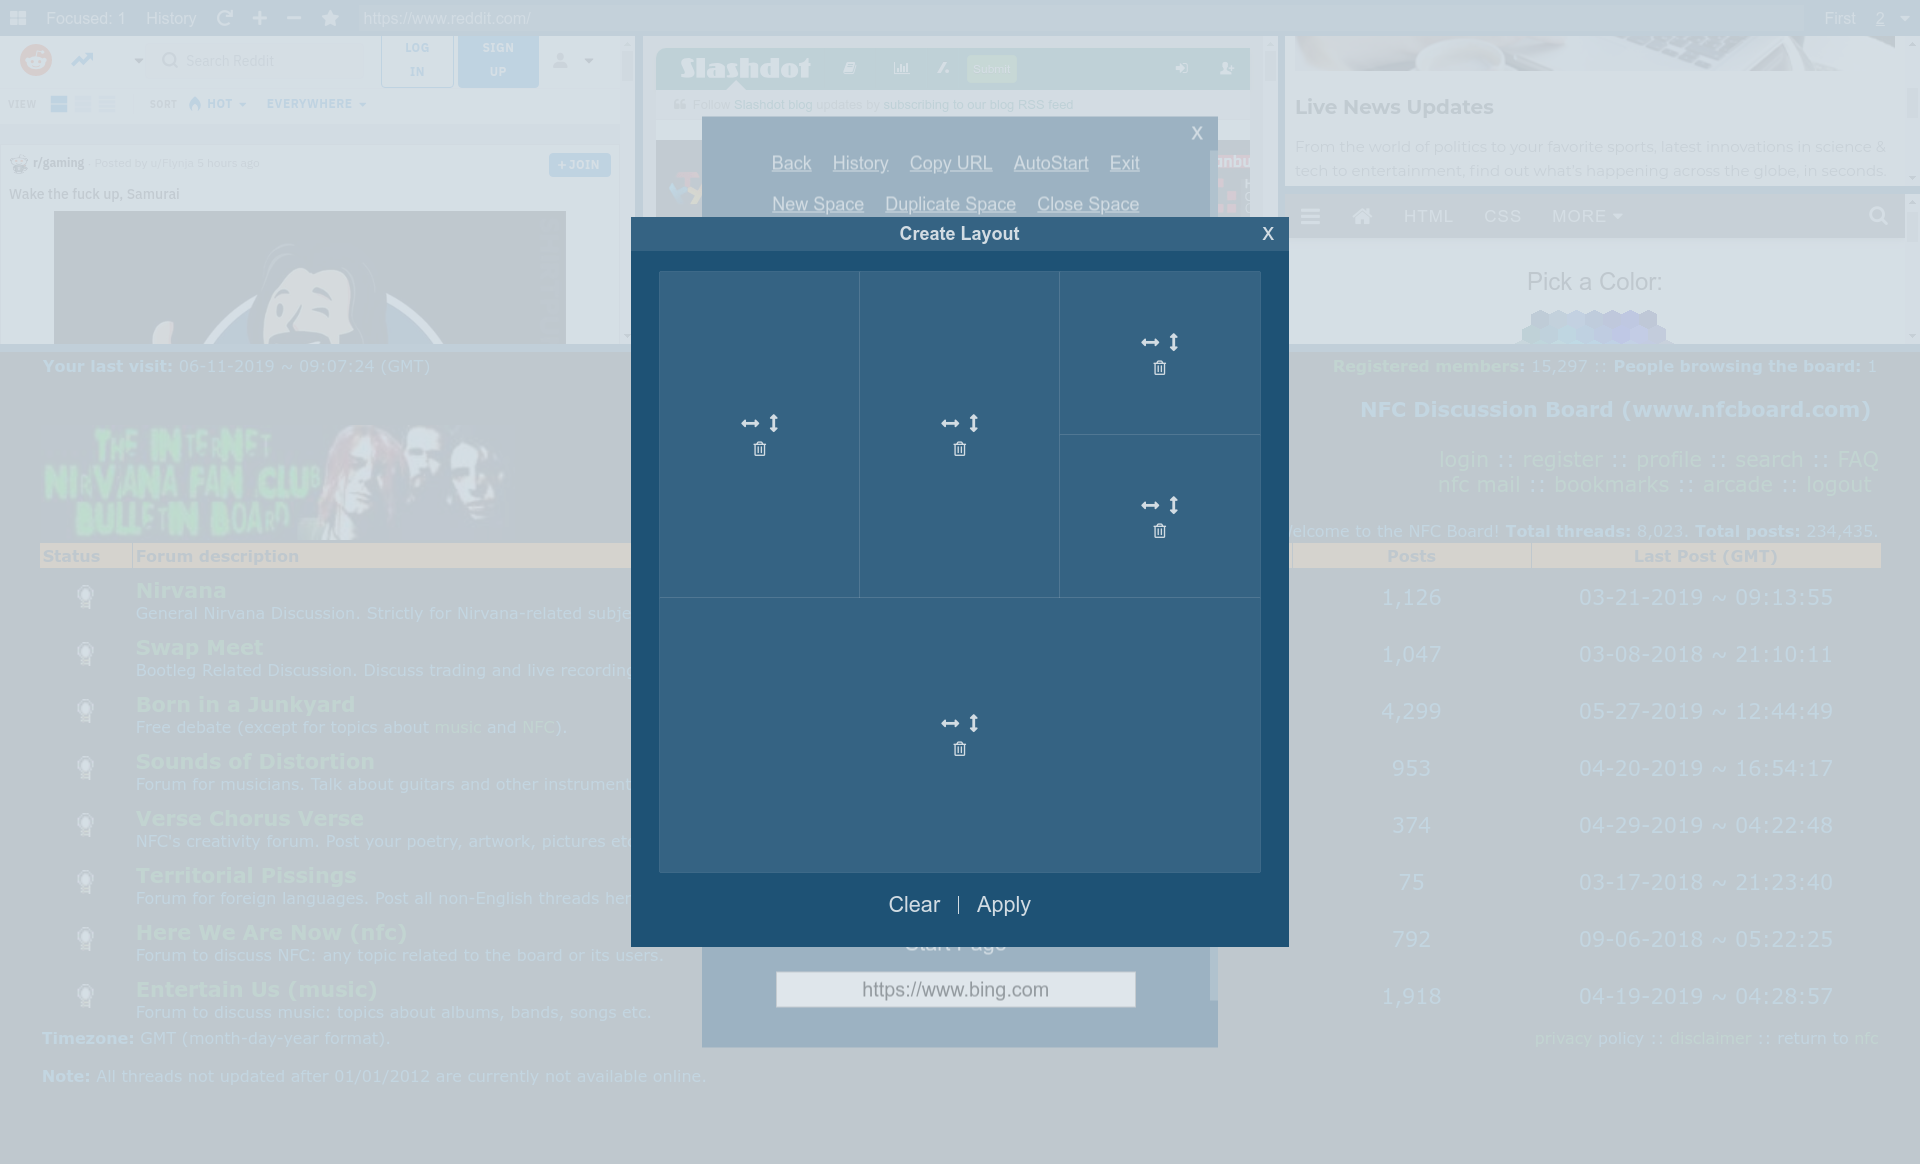 Focused: 1 History https://www.reddit.com/ First 2
LOG IN
SIGN UP
Search Reddit
VIEW SORT HOT EVERYWHERE
r/gaming · Posted by u/Flynja 5 hours ago + JOIN
Wake the fuck up, Samurai
Slashdot Submit
Follow Slashdot blog updates by subscribing to our blog RSS feed
Live News Updates
From the world of politics to your favorite sports, latest innovations in science &
tech to entertainment, find out what's happening across the globe, in seconds.
HTML CSS MORE
Pick a Color:
X
Back History Copy URL AutoStart Exit
New Space Duplicate Space Close Space
Create Layout X
Clear | Apply
Start Page
https://www.bing.com
Your last visit: 06-11-2019 ~ 09:07:24 (GMT)
Registered members: 15,297 :: People browsing the board: 1
NFC Discussion Board (www.nfcboard.com)
THE INTERNET
NIRVANA FAN CLUB
BULLETIN BOARD
login :: register :: profile :: search :: FAQ
nfc mail :: bookmarks :: arcade :: logout
to the NFC Board! Total threads: 8,023. Total posts: 234,435.
Status Forum description Posts Last Post (GMT)
Nirvana
General Nirvana Discussion. Strictly for Nirvana-related subje
1,126 03-21-2019 ~ 09:13:55
Swap Meet
Bootleg Related Discussion. Discuss trading and live recording
1,047 03-08-2018 ~ 21:10:11
Born in a Junkyard
Free debate (except for topics about music and NFC).
4,299 05-27-2019 ~ 12:44:49
Sounds of Distortion
Forum for musicians. Talk about guitars and other instrument
953 04-20-2019 ~ 16:54:17
Verse Chorus Verse
NFC's creativity forum. Post your poetry, artwork, pictures etc
374 04-29-2019 ~ 04:22:48
Territorial Pissings
Forum for foreign languages. Post all non-English threads her
75 03-17-2018 ~ 21:23:40
Here We Are Now (nfc)
Forum to discuss NFC: any topic related to the board or its users.
792 09-06-2018 ~ 05:22:25
Entertain Us (music)
Forum to discuss music: topics about albums, bands, songs etc.
1,918 04-19-2019 ~ 04:28:57
Timezone: GMT (month-day-year format).
privacy policy :: disclaimer :: return to nfc
Note: All threads not updated after 01/01/2012 are currently not available online.